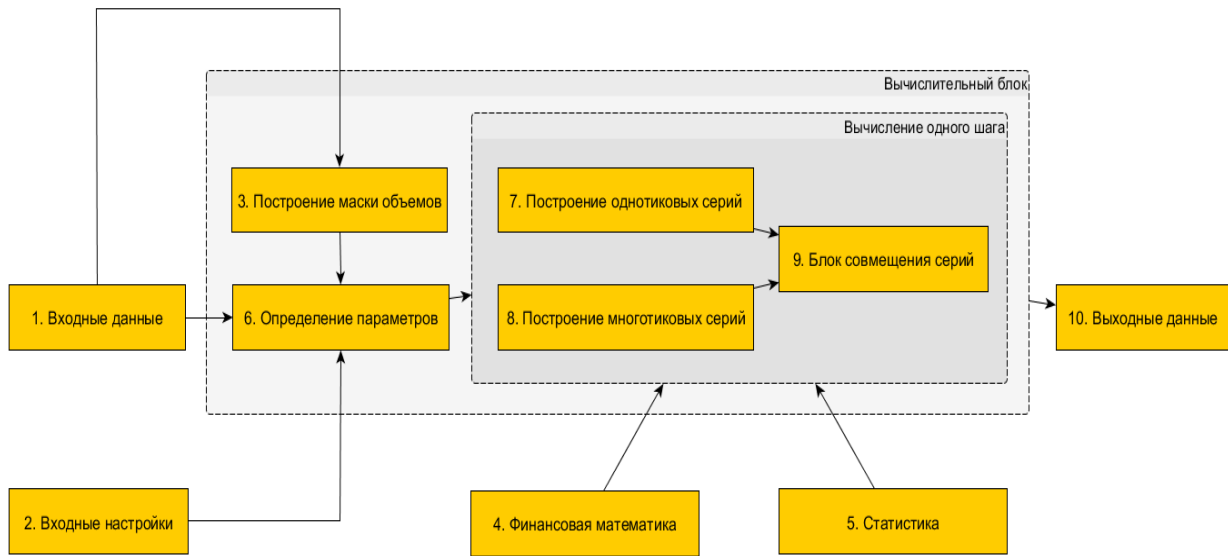 Вычислительный блок
Вычисление одного шага
3. Построение маски объемов
7. Построение однотиковых серий
9. Блок совмещения серий
1. Входные данные
6. Определение параметров
8. Построение многотиковых серий
10. Выходные данные
2. Входные настройки
4. Финансовая математика
5. Статистика